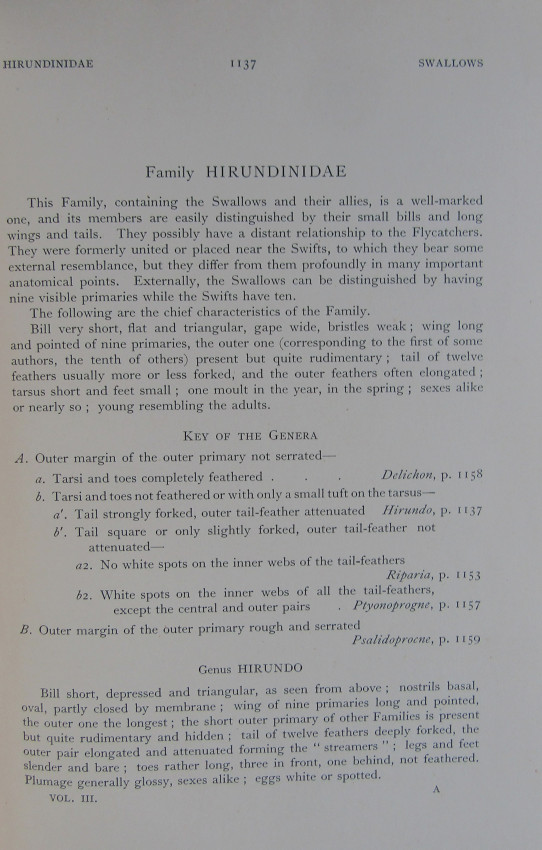 HIRUNDINIDAE 1137 SWALLOWS
Family HIRUNDINIDAE
This Family, containing the Swallows and their allies, is a well-marked
one, and its members are easily distinguished by their small bills and long
wings and tails. They possibly have a distant relationship to the Flycatchers.
They were formerly united or placed near the Swifts, to which they bear some
external resemblance, but they differ from them profoundly in many important
anatomical points. Externally, the Swallows can be distinguished by having
nine visible primaries while the Swifts have ten.
The following are the chief characteristics of the Family.
Bill very short, flat and triangular, gape wide, bristles weak ; wing long
and pointed of nine primaries, the outer one (corresponding to the first of some
authors, the tenth of others) present but quite rudimentary ; tail of twelve
feathers usually more or less forked, and the outer feathers often elongated ;
tarsus short and feet small ; one moult in the year, in the spring ; sexes alike
or nearly so ; young resembling the adults.
KEY OF THE GENERA
A. Outer margin of the outer primary not serrated—
a. Tarsi and toes completely feathered . . . Delichon, p. 1158
b. Tarsi and toes not feathered or with only a small tuft on the tarsus—
a'. Tail strongly forked, outer tail-feather attenuated Hirundo, p. 1137
b'. Tail square or only slightly forked, outer tail-feather not
attenuated—
a2. No white spots on the inner webs of the tail-feathers
Riparia, p. 1153
b2. White spots on the inner webs of all the tail-feathers,
except the central and outer pairs . Ptyonoprogne, p. 1157
B. Outer margin of the outer primary rough and serrated
Psalidoprocne, p. 1159
Genus HIRUNDO
Bill short, depressed and triangular, as seen from above ; nostrils basal,
oval, partly closed by membrane ; wing of nine primaries long and pointed,
the outer one the longest ; the short outer primary of other Families is present
but quite rudimentary and hidden ; tail of twelve feathers deeply forked, the
outer pair elongated and attenuated forming the " streamers " ; legs and feet
slender and bare ; toes rather long, three in front, one behind, not feathered.
Plumage generally glossy, sexes alike ; eggs white or spotted.
VOL. III. A